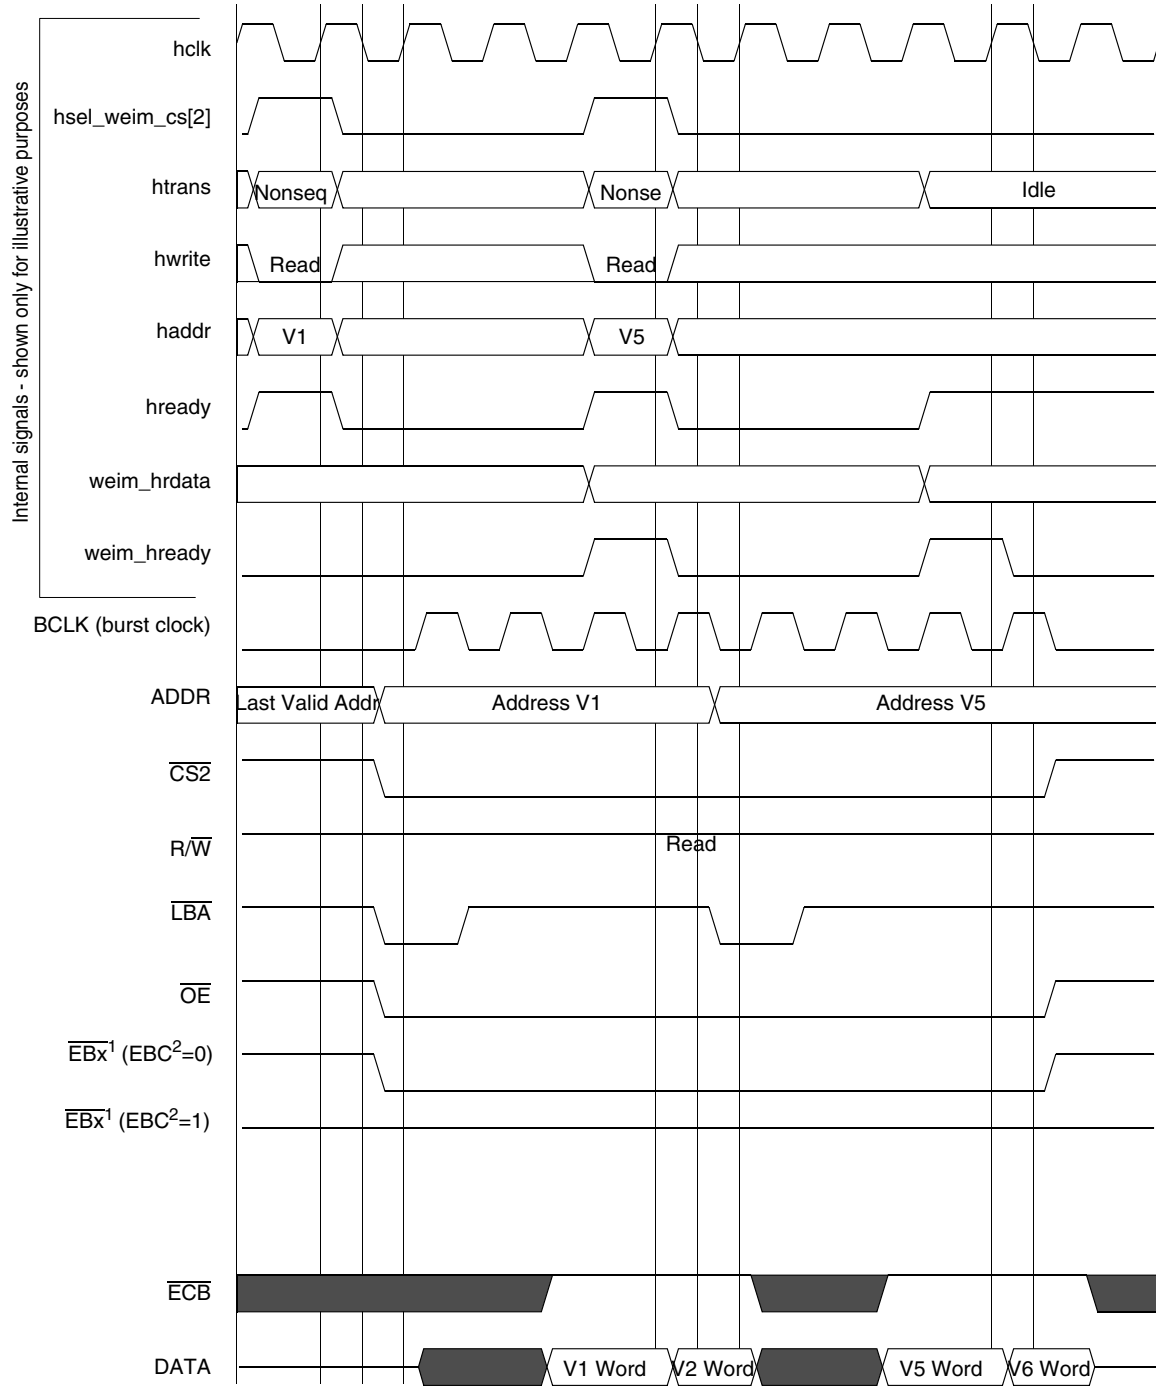 Internal signals - shown only for illustrative purposes
hclk
hsel_weim_cs[2]
htrans
Nonseq
Nonse
Idle
hwrite
Read
Read
haddr
V1
V5
hready
weim_hrdata
weim_hready
BCLK (burst clock)
ADDR
Last Valid Addr
Address V1
Address V5
CS2
R/W
Read
LBA
OE
EBx¹ (EBC²=0)
EBx¹ (EBC²=1)
ECB
DATA
V1 Word
V2 Word
V5 Word
V6 Word